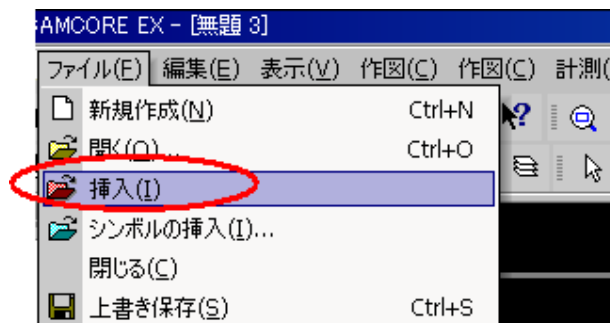 AMCORE EX - [無題 3]
ファイル(F) 編集(E) 表示(V) 作図(C) 作図(C) 計測(
新規作成(N) Ctrl+N
開く(O)... Ctrl+O
挿入(I)
シンボルの挿入(I)...
閉じる(C)
上書き保存(S) Ctrl+S